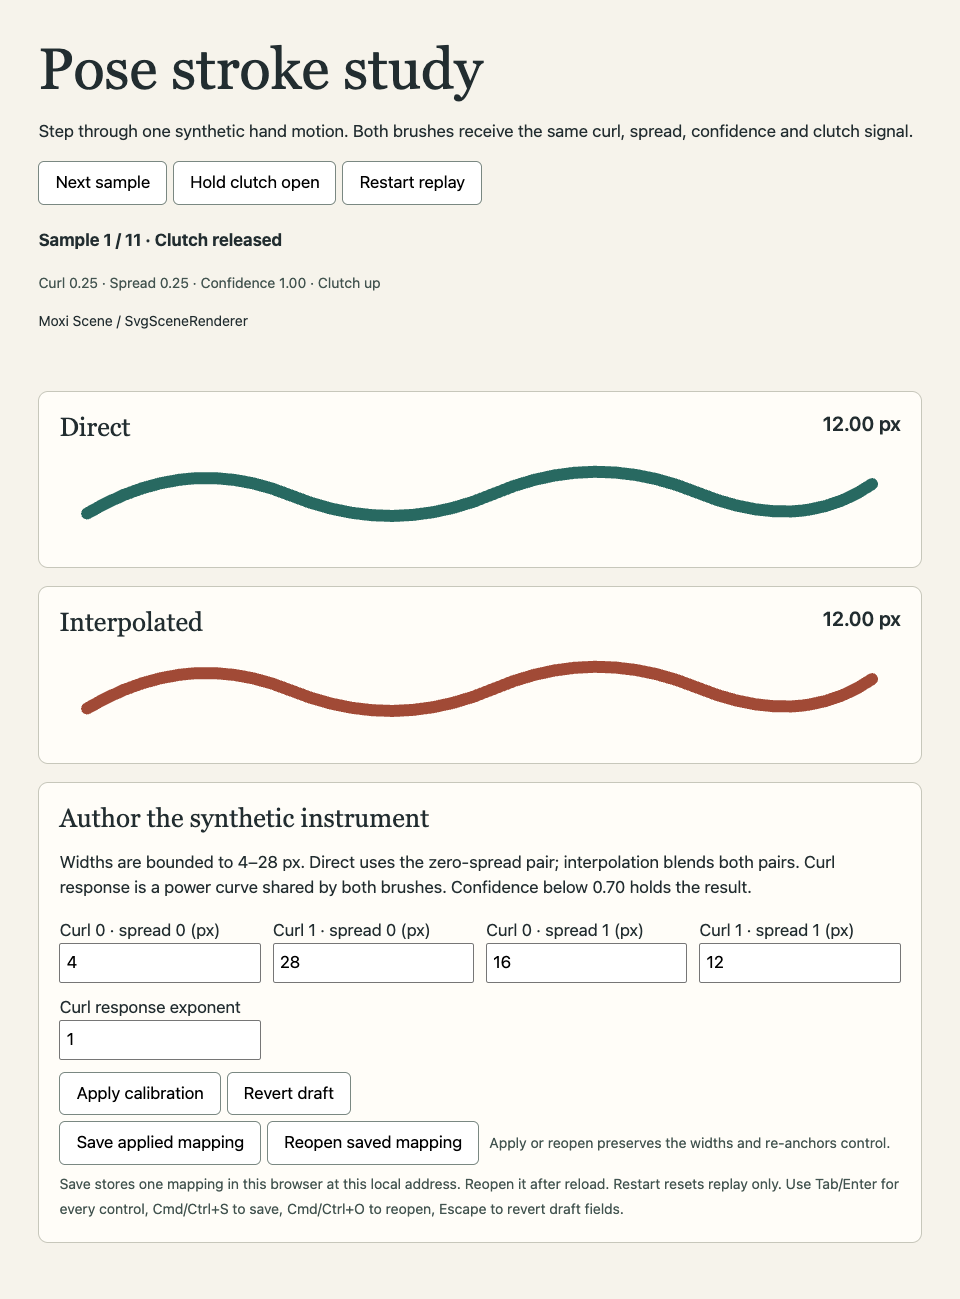 Pose stroke study
Step through one synthetic hand motion. Both brushes receive the same curl, spread, confidence and clutch signal.
Next sample
Hold clutch open
Restart replay
Sample 1 / 11 · Clutch released
Curl 0.25 · Spread 0.25 · Confidence 1.00 · Clutch up
Moxi Scene / SvgSceneRenderer
Direct
12.00 px
Interpolated
12.00 px
Author the synthetic instrument
Widths are bounded to 4–28 px. Direct uses the zero-spread pair; interpolation blends both pairs. Curl
response is a power curve shared by both brushes. Confidence below 0.70 holds the result.
Curl 0 · spread 0 (px)
4
Curl 1 · spread 0 (px)
28
Curl 0 · spread 1 (px)
16
Curl 1 · spread 1 (px)
12
Curl response exponent
1
Apply calibration
Revert draft
Save applied mapping
Reopen saved mapping
Apply or reopen preserves the widths and re-anchors control.
Save stores one mapping in this browser at this local address. Reopen it after reload. Restart resets replay only. Use Tab/Enter for
every control, Cmd/Ctrl+S to save, Cmd/Ctrl+O to reopen, Escape to revert draft fields.